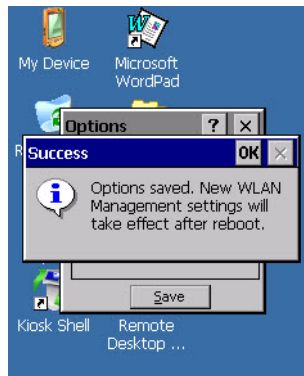 My Device
Microsoft
WordPad
Options ? ×
R
Success OK ×
Options saved. New WLAN
Management settings will
take effect after reboot.
Save
Kiosk Shell
Remote
Desktop ...